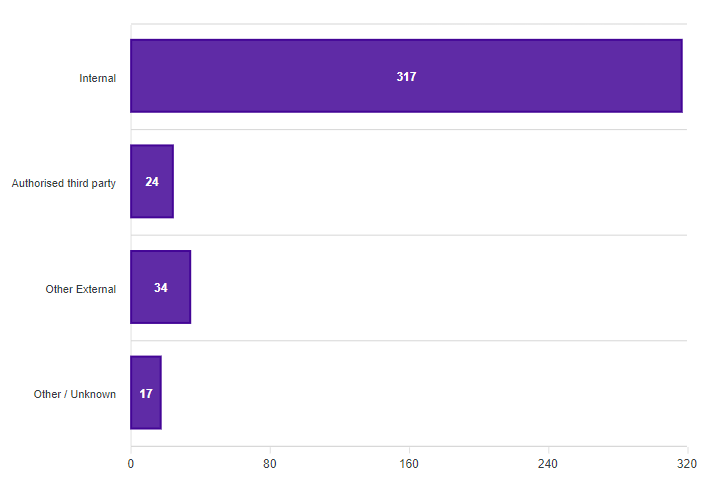 Internal
317
Authorised third party
24
Other External
34
Other / Unknown
17
0 80 160 240 320